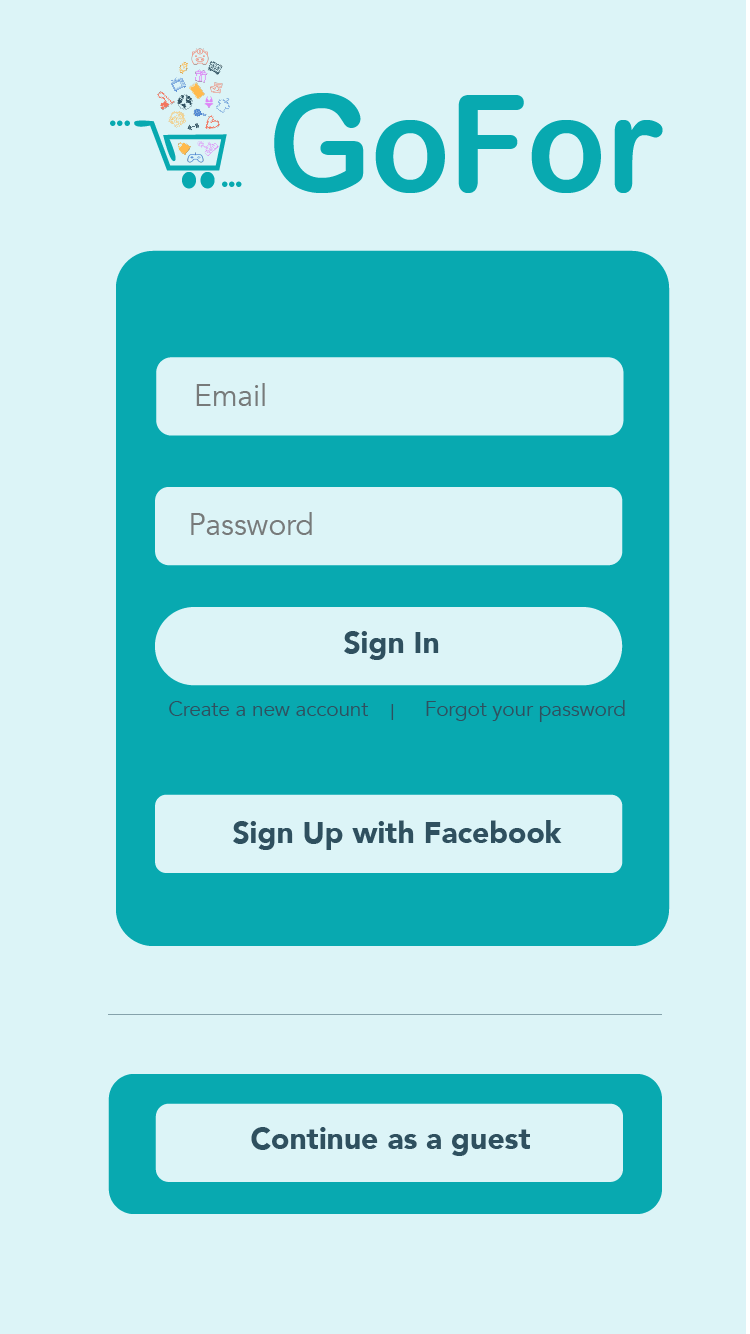 GoFor
Email
Password
Sign In
Create a new account | Forgot your password
Sign Up with Facebook
Continue as a guest